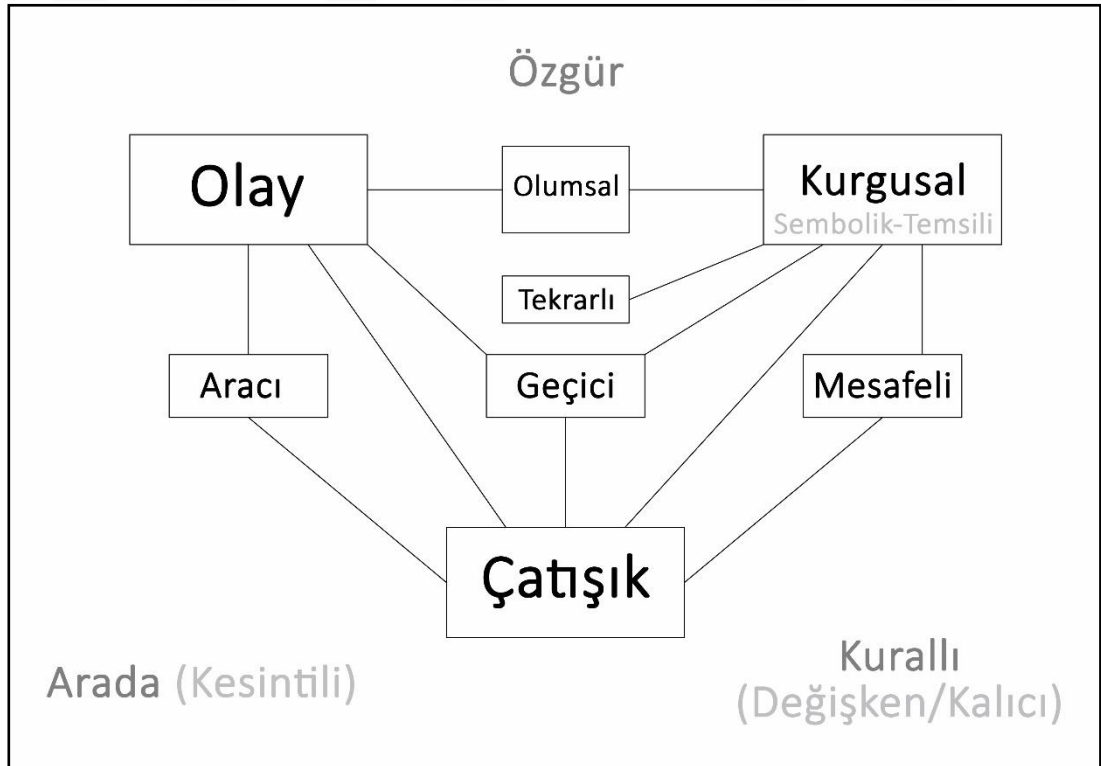 Özgür
Olay
Olumsal
Kurgusal
Sembolik-Temsili
Tekrarlı
Aracı
Geçici
Mesafeli
Çatışık
Arada (Kesintili)
Kurallı
(Değişken/Kalıcı)